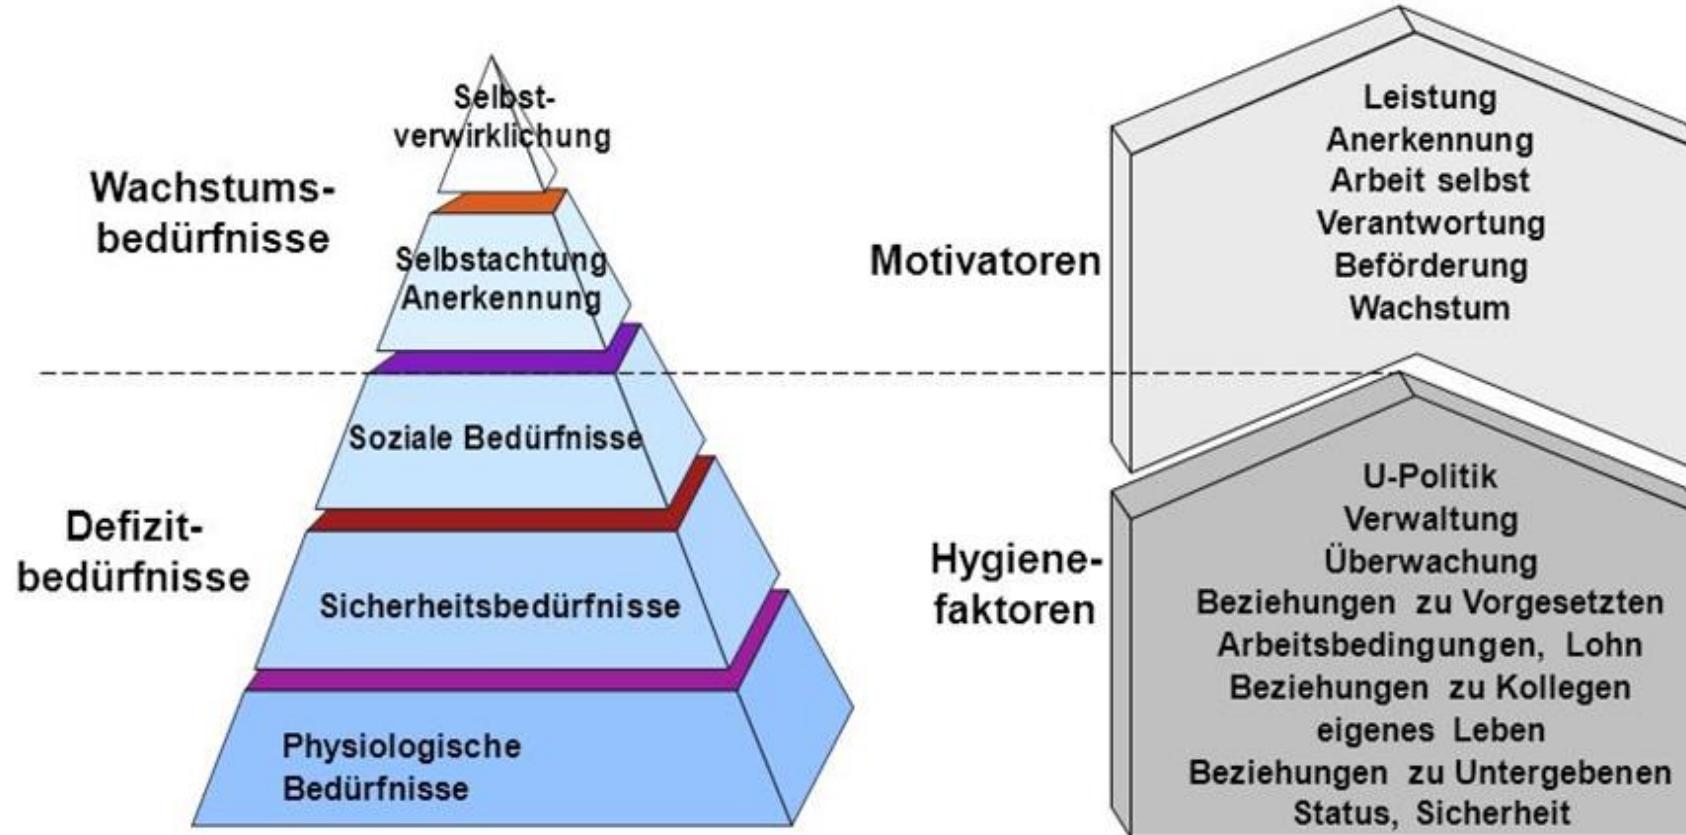 Selbst-
verwirklichung
Wachstums-
bedürfnisse
Selbstachtung
Anerkennung
Soziale Bedürfnisse
Defizit-
bedürfnisse
Sicherheitsbedürfnisse
Physiologische
Bedürfnisse
Motivatoren
Leistung
Anerkennung
Arbeit selbst
Verantwortung
Beförderung
Wachstum
Hygiene-
faktoren
U-Politik
Verwaltung
Überwachung
Beziehungen zu Vorgesetzten
Arbeitsbedingungen, Lohn
Beziehungen zu Kollegen
eigenes Leben
Beziehungen zu Untergebenen
Status, Sicherheit